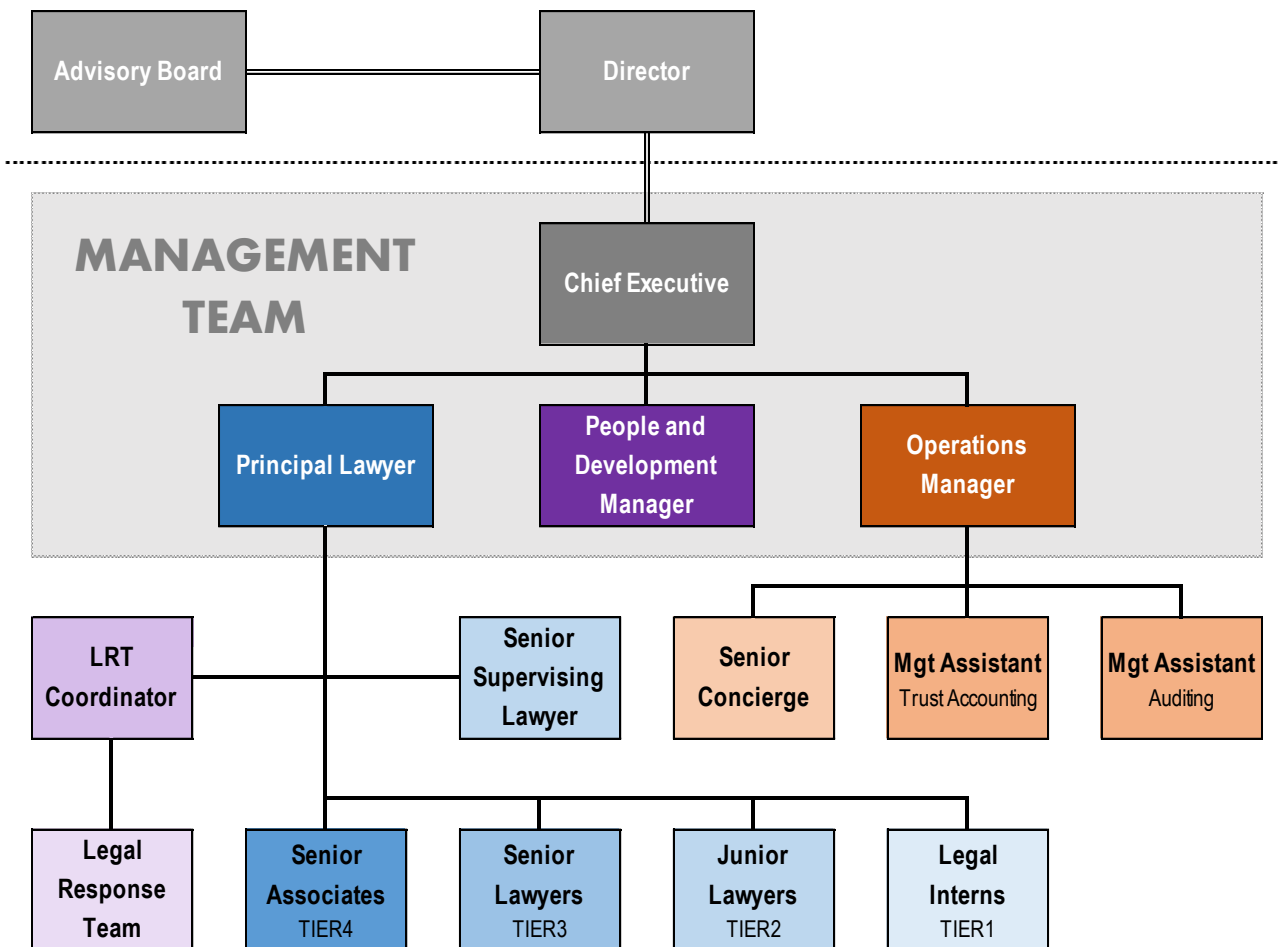 Advisory Board
Director
MANAGEMENT
TEAM
Chief Executive
Principal Lawyer
People and
Development
Manager
Operations
Manager
LRT
Coordinator
Senior
Supervising
Lawyer
Senior
Concierge
Mgt Assistant
Trust Accounting
Mgt Assistant
Auditing
Legal
Response
Team
Senior
Associates
TIER4
Senior
Lawyers
TIER3
Junior
Lawyers
TIER2
Legal
Interns
TIER1